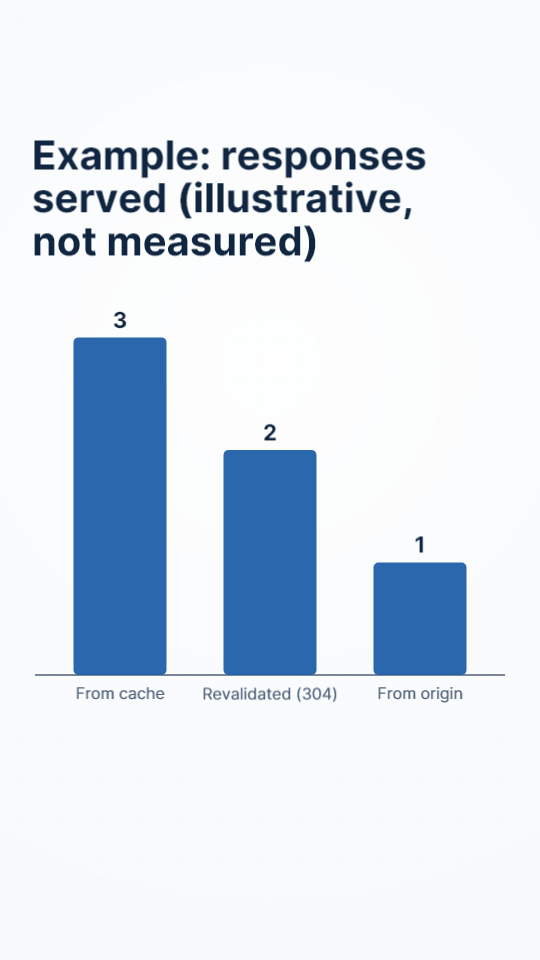 Example: responses
served (illustrative,
not measured)
3
2
1
From cache
Revalidated (304)
From origin